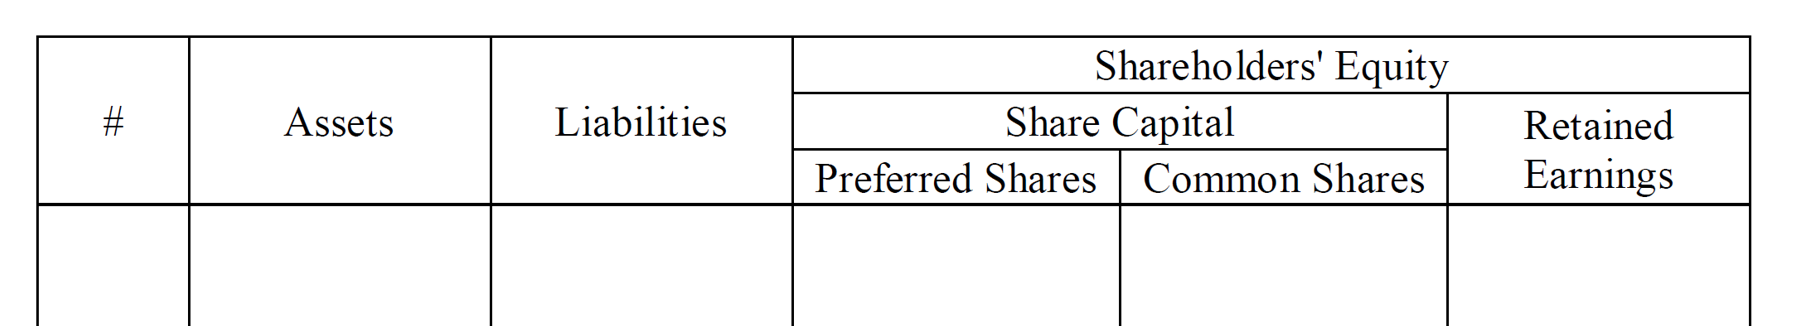 #
Assets
Liabilities
Shareholders' Equity
Share Capital
Preferred Shares
Common Shares
Retained
Earnings